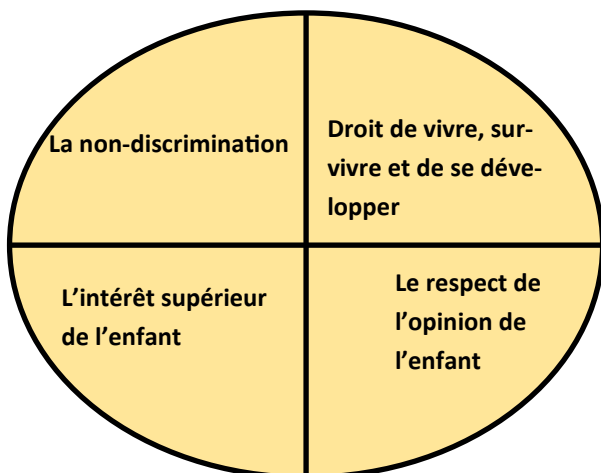 La non-discrimination
Droit de vivre, sur-
vivre et de se déve-
lopper
L’intérêt supérieur
de l’enfant
Le respect de
l’opinion de
l’enfant